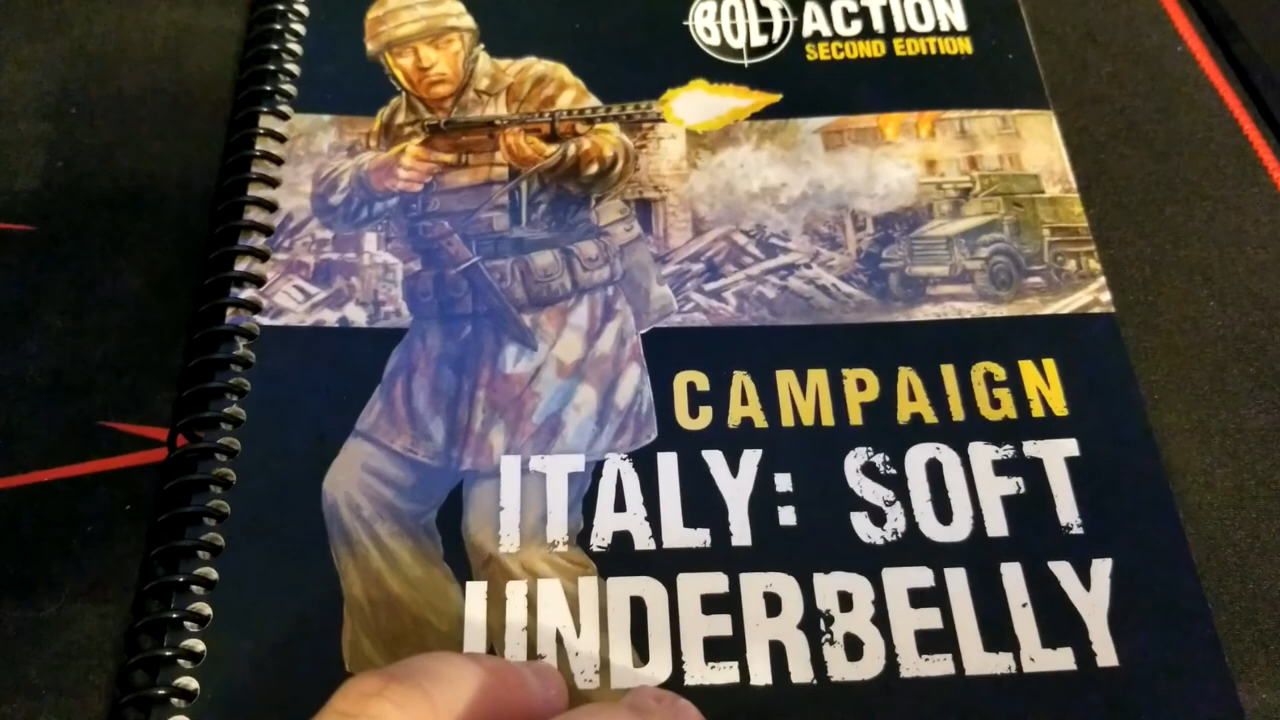 BOLT ACTION
SECOND EDITION
CAMPAIGN
ITALY: SOFT
UNDERBELLY